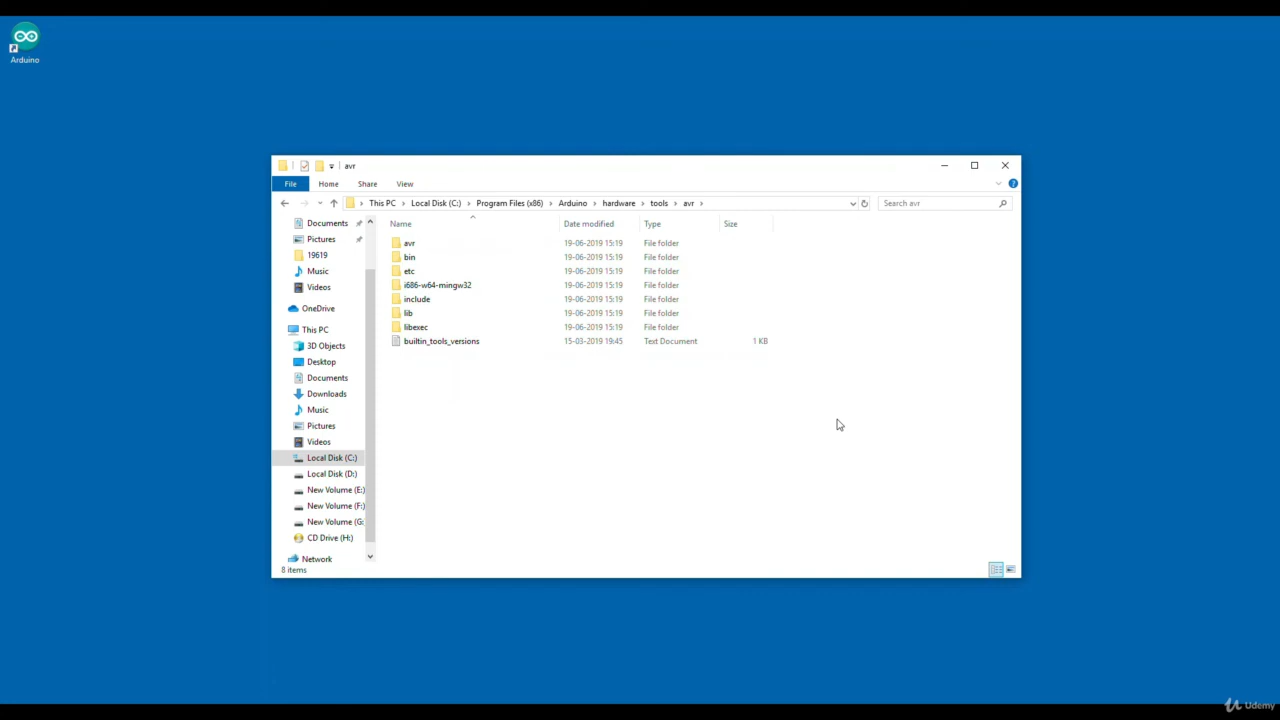 Arduino
avr
File Home Share View
This PC Local Disk (C:) Program Files (x86) Arduino hardware tools avr
Search avr
Documents
Pictures
19619
Music
Videos
OneDrive
This PC
3D Objects
Desktop
Documents
Downloads
Music
Pictures
Videos
Local Disk (C:)
Local Disk (D:)
New Volume (E:)
New Volume (F:)
New Volume (G:
CD Drive (H:)
Network
Name Date modified Type Size
avr 19-06-2019 15:19 File folder
bin 19-06-2019 15:19 File folder
etc 19-06-2019 15:19 File folder
i686-w64-mingw32 19-06-2019 15:19 File folder
include 19-06-2019 15:19 File folder
lib 19-06-2019 15:19 File folder
libexec 19-06-2019 15:19 File folder
builtin_tools_versions 15-03-2019 19:45 Text Document 1 KB
8 items
Udemy